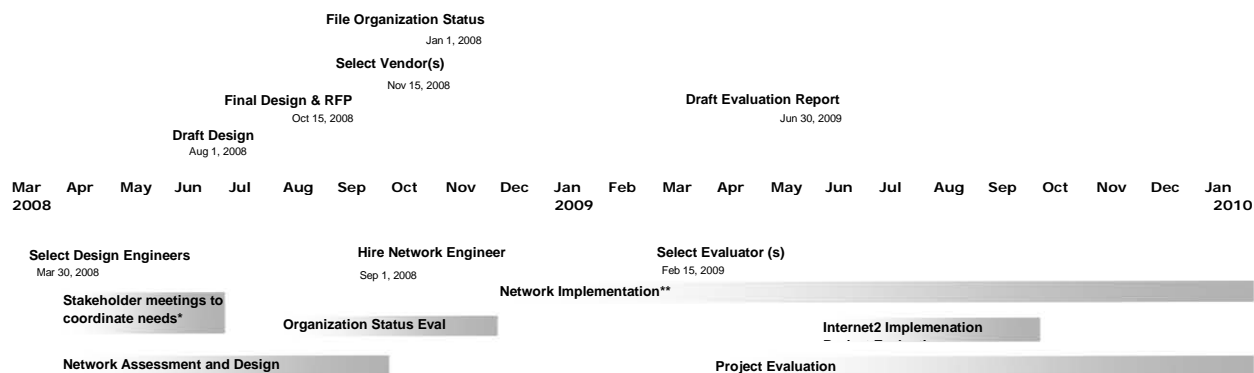 File Organization Status
Jan 1, 2008
Select Vendor(s)
Nov 15, 2008
Final Design & RFP
Oct 15, 2008
Draft Evaluation Report
Jun 30, 2009
Draft Design
Aug 1, 2008
Mar Apr May Jun Jul Aug Sep Oct Nov Dec Jan Feb Mar Apr May Jun Jul Aug Sep Oct Nov Dec Jan
2008 2009 2010
Select Design Engineers
Mar 30, 2008
Hire Network Engineer
Sep 1, 2008
Select Evaluator (s)
Feb 15, 2009
Network Implementation**
Stakeholder meetings to
coordinate needs*
Organization Status Eval
Internet2 Implemenation
Network Assessment and Design
Project Evaluation